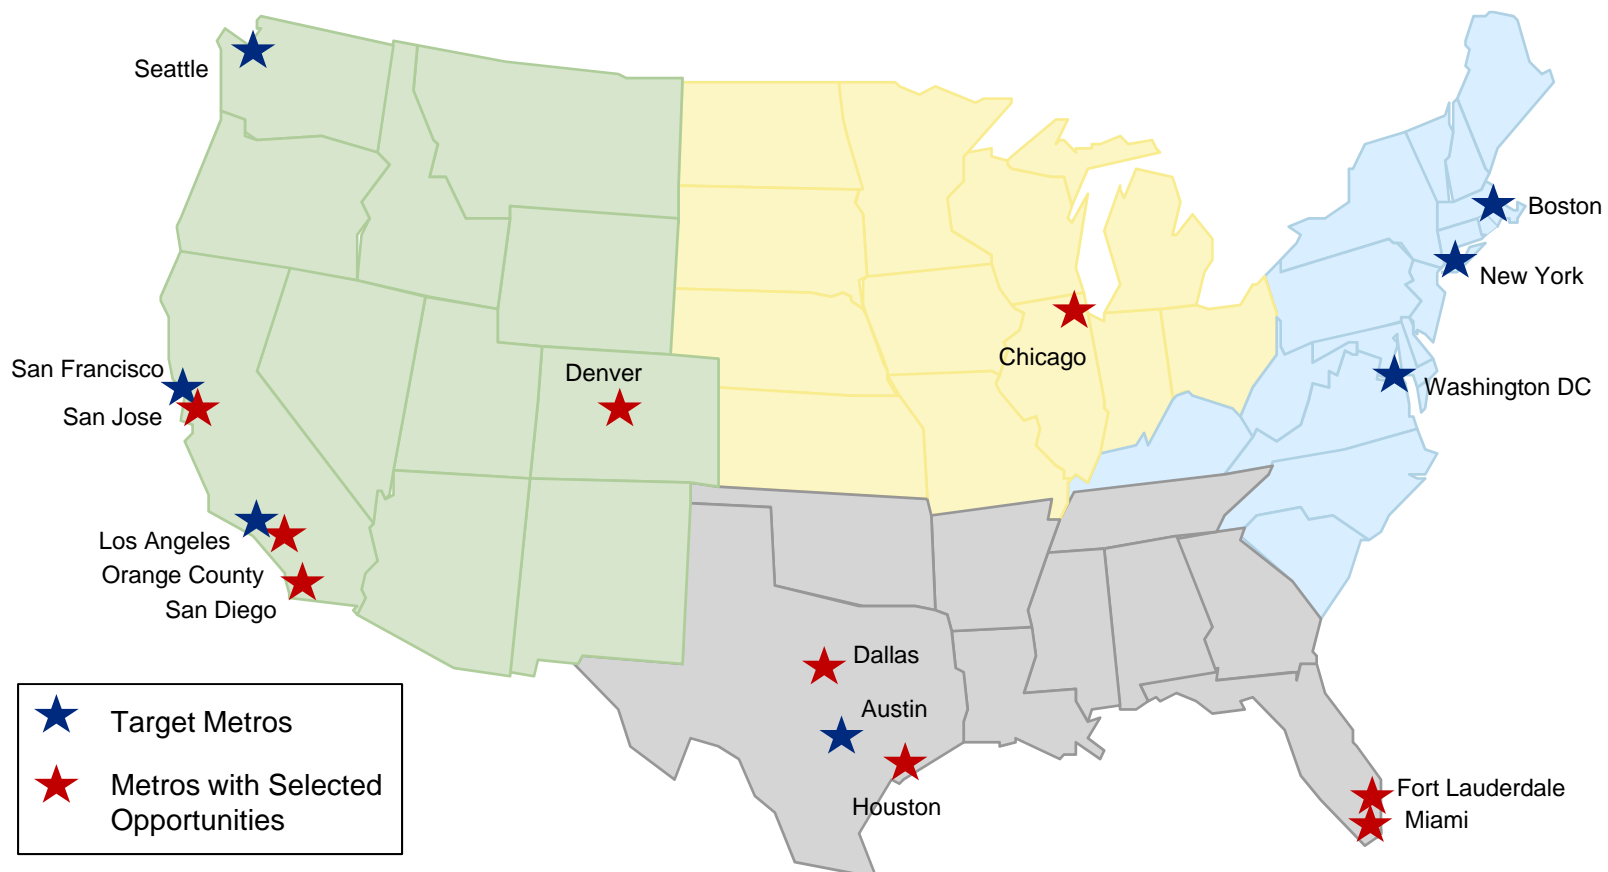 Seattle
Boston
New York
Chicago
San Francisco
Denver
Washington DC
San Jose
Los Angeles
Orange County
San Diego
Dallas
Austin
Houston
Fort Lauderdale
Miami
Target Metros
Metros with Selected
Opportunities